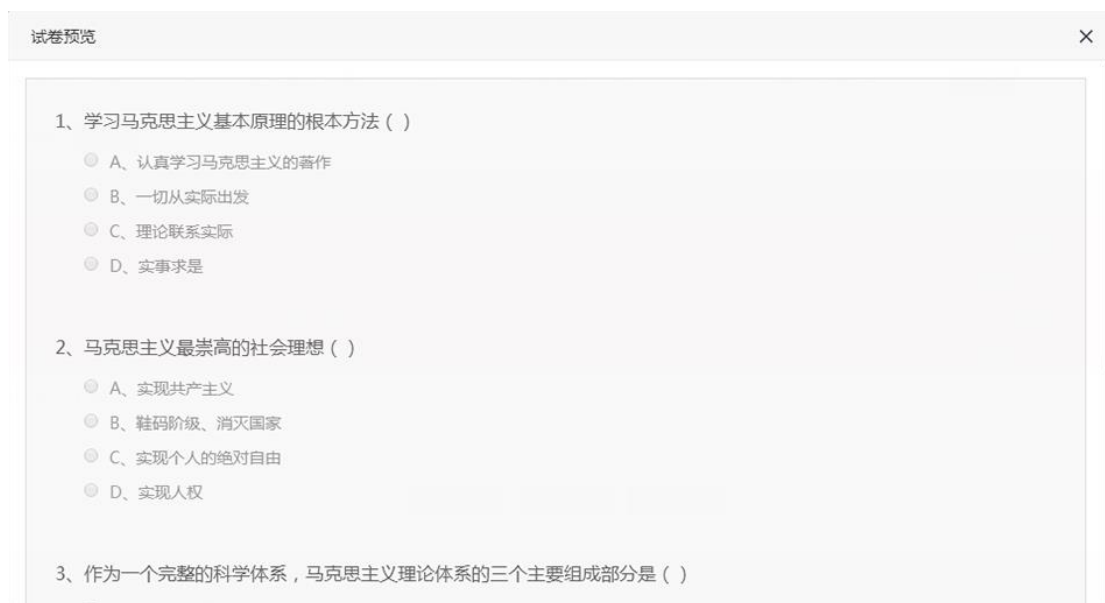 试卷预览
1、学习马克思主义基本原理的根本方法 ( )
A、认真学习马克思主义的著作
B、一切从实际出发
C、理论联系实际
D、实事求是
2、马克思主义最崇高的社会理想 ( )
A、实现共产主义
B、鞋码阶级、消灭国家
C、实现个人的绝对自由
D、实现人权
3、作为一个完整的科学体系，马克思主义理论体系的三个主要组成部分是 ( )